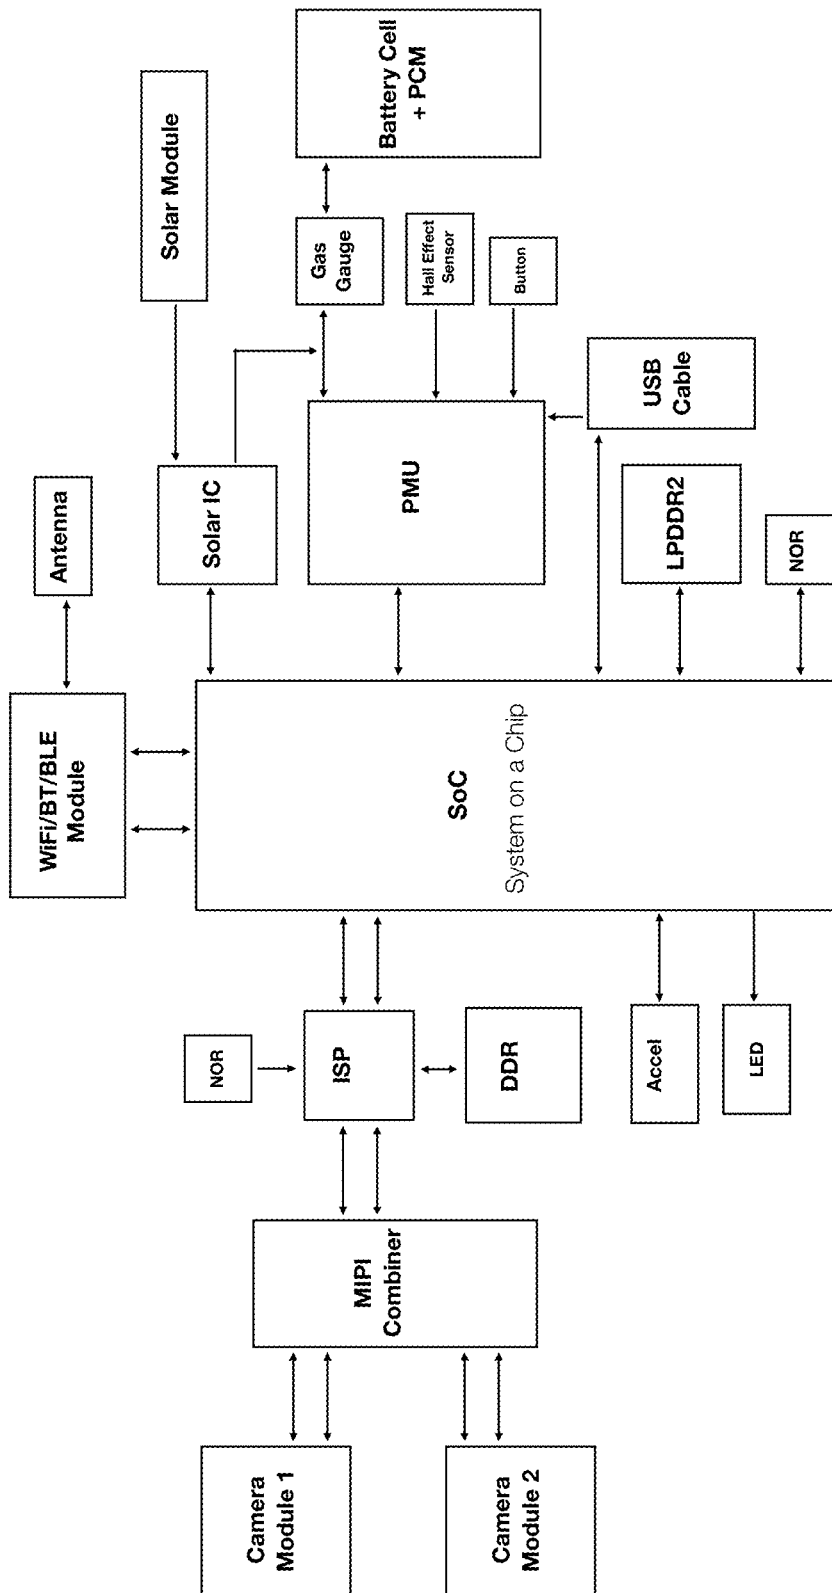 Camera
Module 1
Camera
Module 2
MIPI
Combiner
NOR
ISP
DDR
Accel
LED
WiFi/BT/BLE
Module
SoC
System on a Chip
Antenna
Solar IC
PMU
LPDDR2
NOR
USB
Cable
Solar Module
Gas
Gauge
Hall Effect
Sensor
Button
Battery Cell
+ PCM